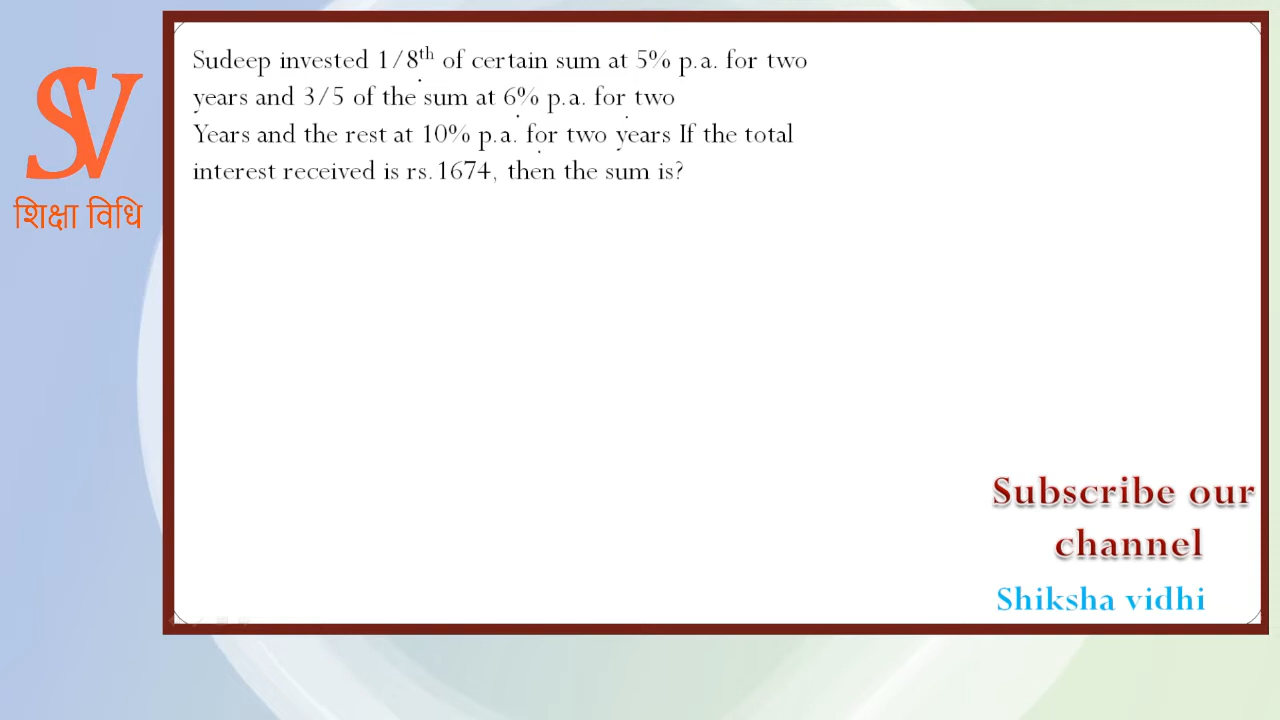 SV
शिक्षा विधि
Sudeep invested 1/8th of certain sum at 5% p.a. for two
years and 3/5 of the sum at 6% p.a. for two
Years and the rest at 10% p.a. for two years If the total
interest received is rs.1674, then the sum is?
Subscribe our
channel
Shiksha vidhi